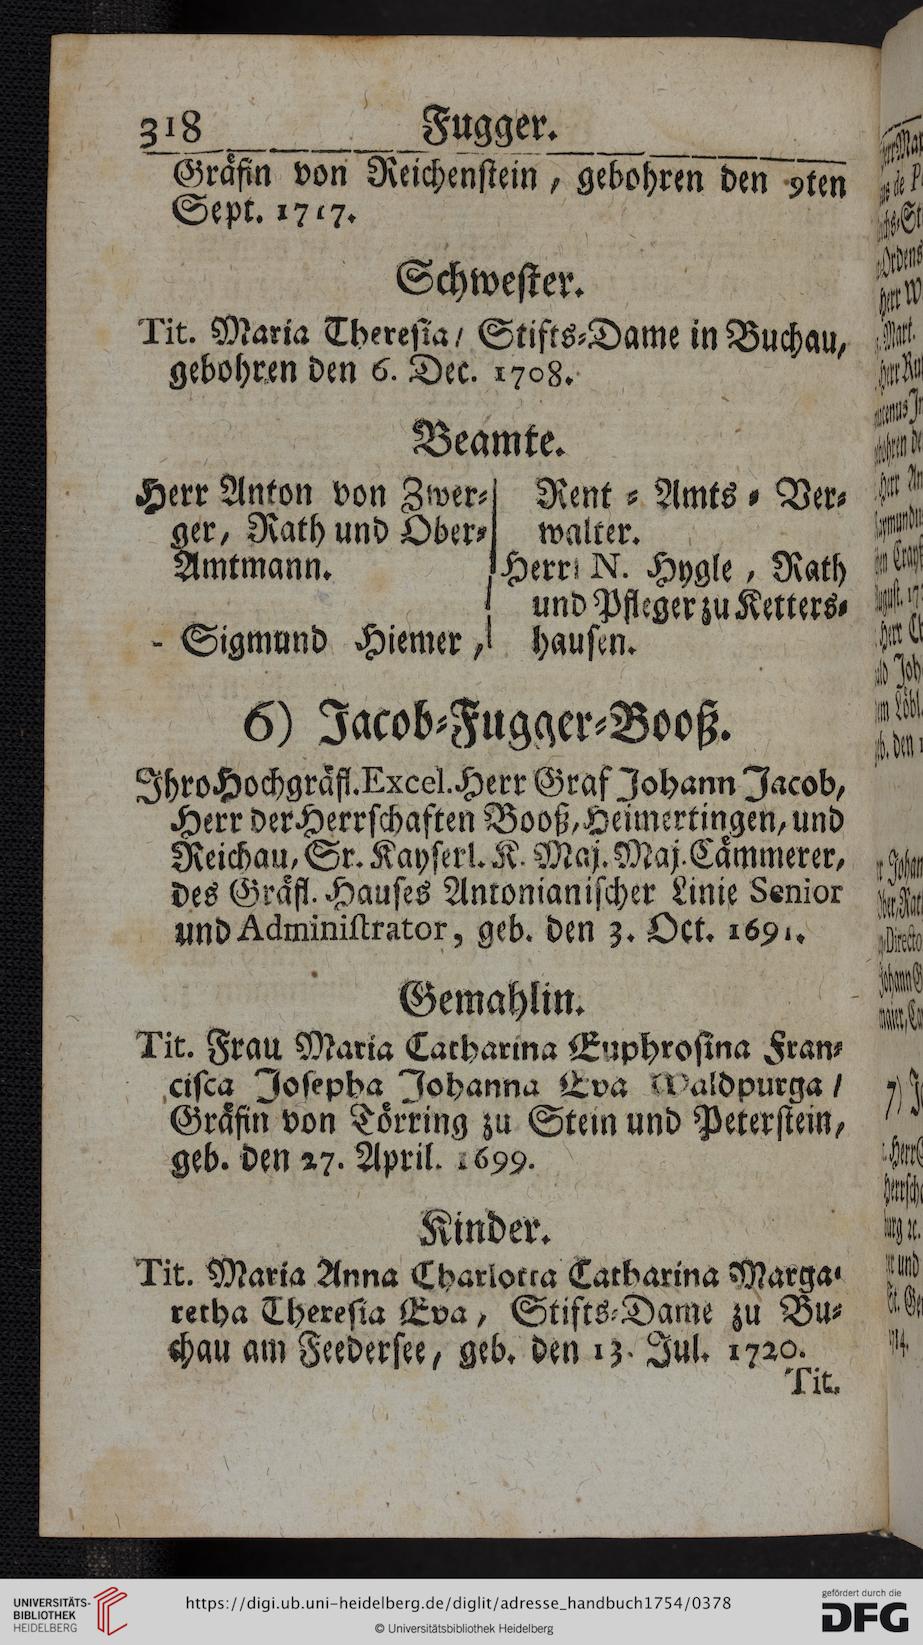 318 Fugger.
Gräfin von Reichenstein, gebohren den 9ten
Sept. 1717.
Schwester.
Tit. Maria Theresia/ Stifts-Dame in Buchau,
gebohren den 6. Dec. 1708.
Beamte.
Herr Anton von Zwer-
ger, Rath und Ober-
Amtmann.
- Sigmund Hiemer,
Rent - Amts - Ver-
walter.
Herr N. Hygle, Rath
und Pfleger zu Ketters-
hausen.
6) Jacob-Fugger-Booß.
Ihro Hochgräfl. Excel. Herr Graf Johann Jacob,
Herr der Herrschaften Booß, Heimertingen, und
Reichau, Sr. Kayserl. K. Maj. Maj. Cämmerer,
des Gräfl. Hauses Antonianischer Linie Senior
und Administrator, geb. den 3. Oct. 1691.
Gemahlin.
Tit. Frau Maria Catharina Euphrosina Fran-
cisca Josepha Johanna Eva Waldpurga /
Gräfin von Törring zu Stein und Peterstein,
geb. den 27. April. 1699.
Kinder.
Tit. Maria Anna Charlotta Catharina Marga-
retha Theresia Eva, Stifts-Dame zu Bu-
chau am Feedersee, geb. den 13. Jul. 1720.
Tit.
UNIVERSITÄTS-
BIBLIOTHEK
HEIDELBERG
https://digi.ub.uni-heidelberg.de/diglit/adresse_handbuch1754/0378
© Universitätsbibliothek Heidelberg
gefördert durch die
DFG